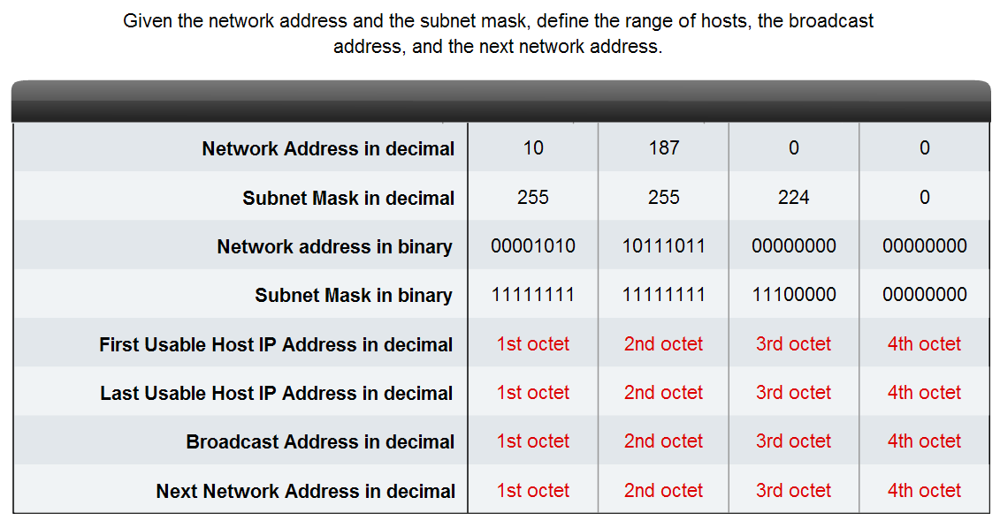 Given the network address and the subnet mask, define the range of hosts, the broadcast
address, and the next network address.
Network Address in decimal 10 187 0 0
Subnet Mask in decimal 255 255 224 0
Network address in binary 00001010 10111011 00000000 00000000
Subnet Mask in binary 11111111 11111111 11100000 00000000
First Usable Host IP Address in decimal 1st octet 2nd octet 3rd octet 4th octet
Last Usable Host IP Address in decimal 1st octet 2nd octet 3rd octet 4th octet
Broadcast Address in decimal 1st octet 2nd octet 3rd octet 4th octet
Next Network Address in decimal 1st octet 2nd octet 3rd octet 4th octet